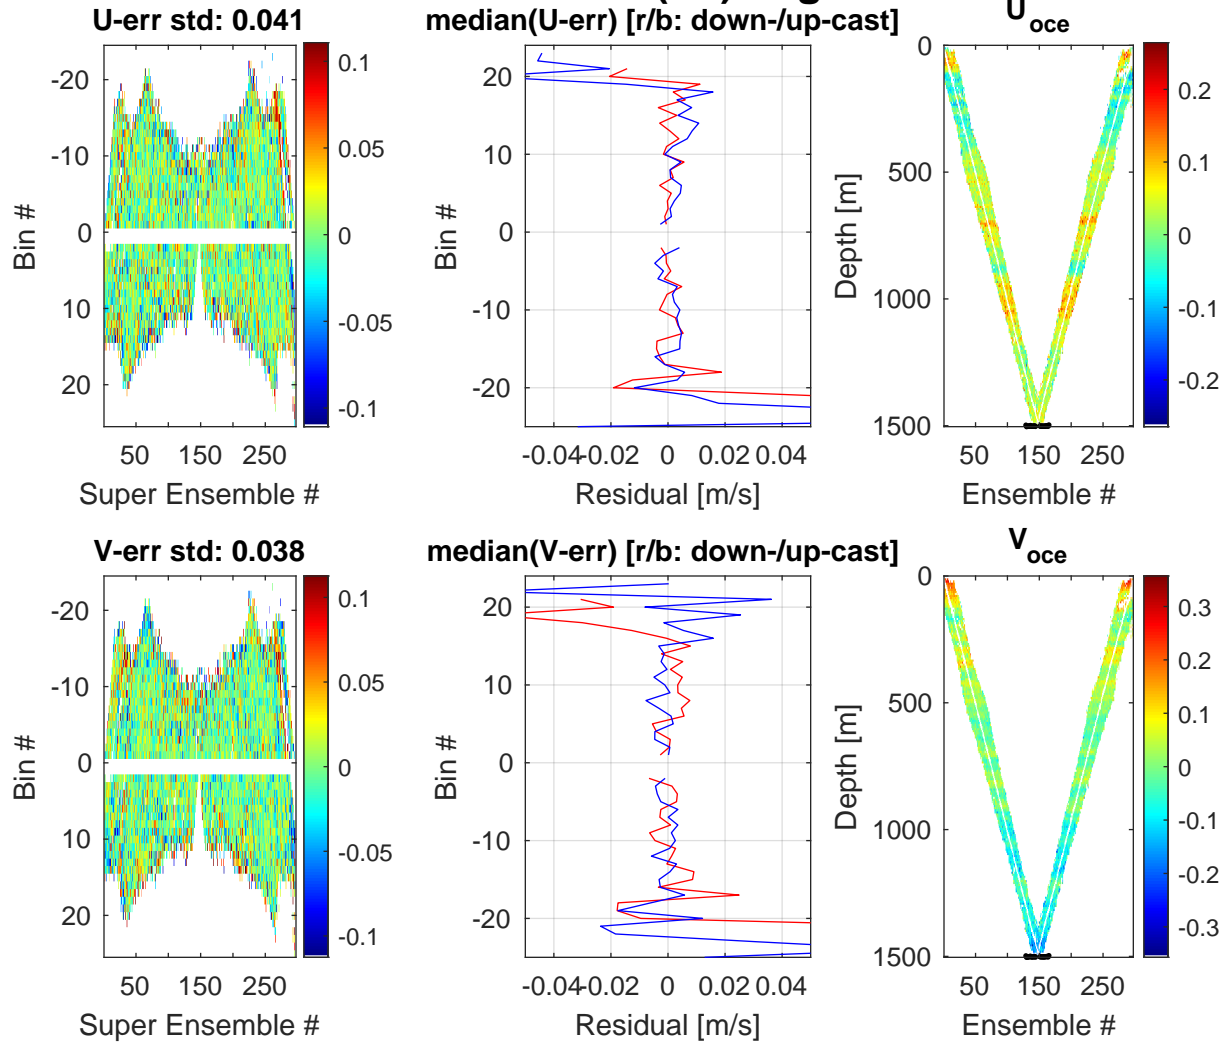 U-err std: 0.041
median(U-err) [r/b: down-/up-cast]
U oce
-20
-10
0
10
20
Bin #
50 150 250
Super Ensemble #
0.1
0.05
0
-0.05
-0.1
20
10
0
-10
-20
Bin #
-0.04 -0.02 0 0.02 0.04
Residual [m/s]
0
500
1000
1500
Depth [m]
50 150 250
Ensemble #
0.2
0.1
0
-0.1
-0.2
V-err std: 0.038
median(V-err) [r/b: down-/up-cast]
V oce
-20
-10
0
10
20
Bin #
50 150 250
Super Ensemble #
0.1
0.05
0
-0.05
-0.1
20
10
0
-10
-20
Bin #
-0.04 -0.02 0 0.02 0.04
Residual [m/s]
0
500
1000
1500
Depth [m]
50 150 250
Ensemble #
0.3
0.2
0.1
0
-0.1
-0.2
-0.3